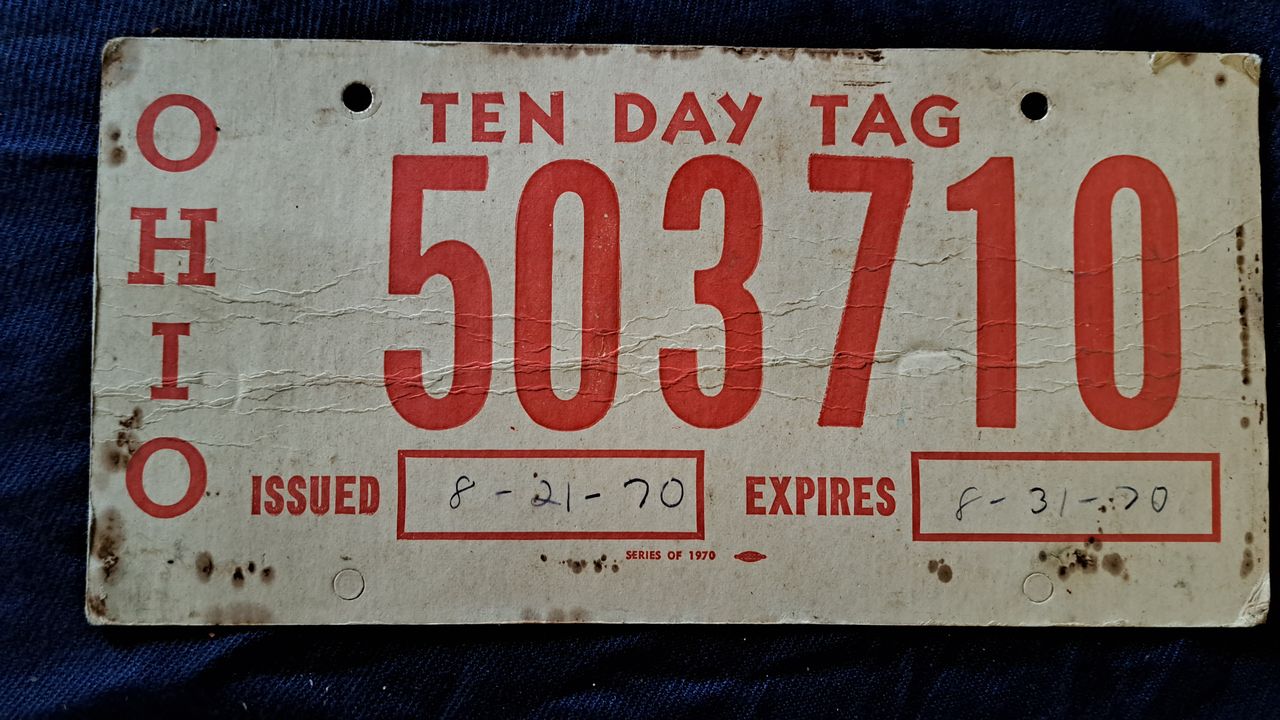 OHIO
TEN DAY TAG
503710
ISSUED 8-21-70 EXPIRES 8-31-70
SERIES OF 1970